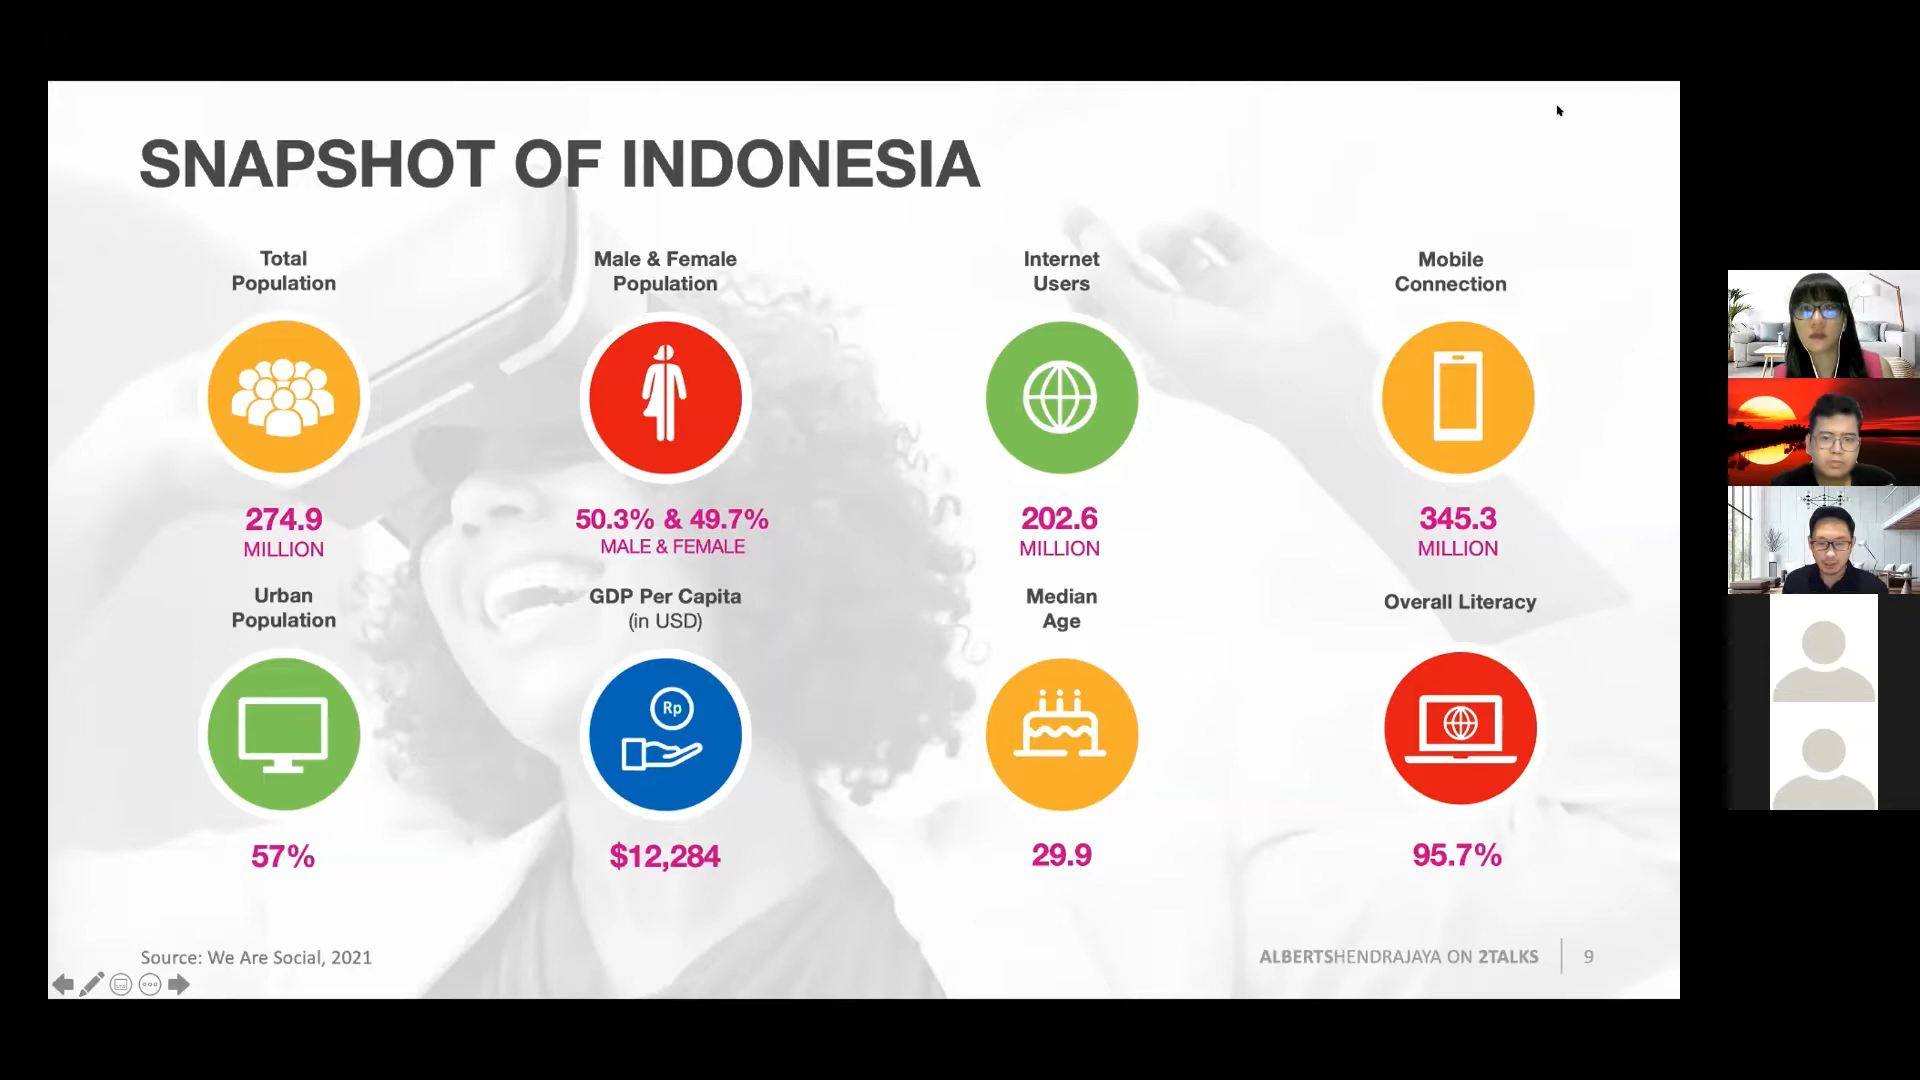 SNAPSHOT OF INDONESIA
Total
Population
Male & Female
Population
Internet
Users
Mobile
Connection
274.9
MILLION
50.3% & 49.7%
MALE & FEMALE
202.6
MILLION
345.3
MILLION
Urban
Population
GDP Per Capita
(in USD)
Median
Age
Overall Literacy
Rp
57%
$12,284
29.9
95.7%
Source: We Are Social, 2021
ALBERTSHENDRAJAYA ON 2TALKS
9